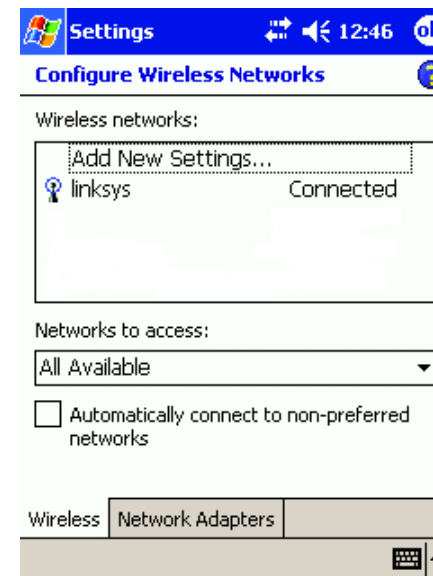 Settings 12:46 ok
Configure Wireless Networks ?
Wireless networks:
Add New Settings...
linksys Connected
Networks to access:
All Available
Automatically connect to non-preferred
networks
Wireless Network Adapters